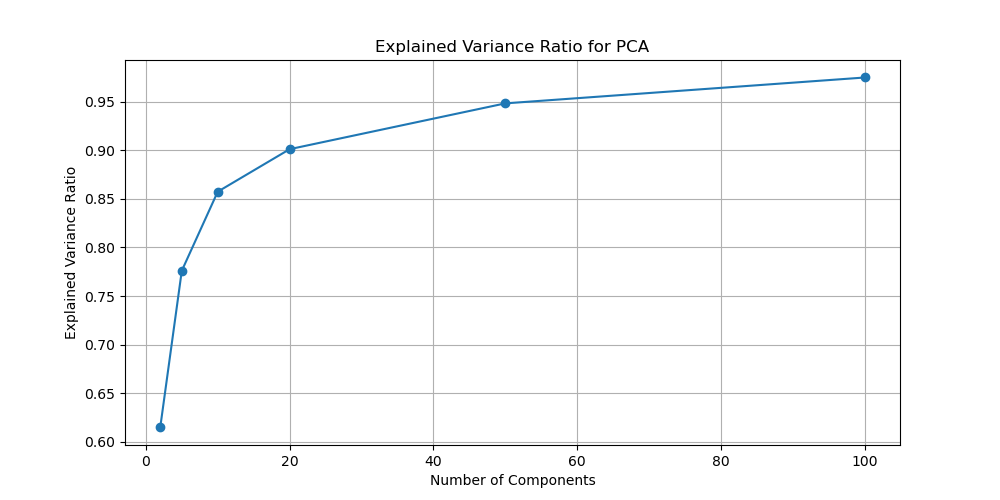 Explained Variance Ratio for PCA
Explained Variance Ratio
0.95
0.90
0.85
0.80
0.75
0.70
0.65
0.60
0 20 40 60 80 100
Number of Components